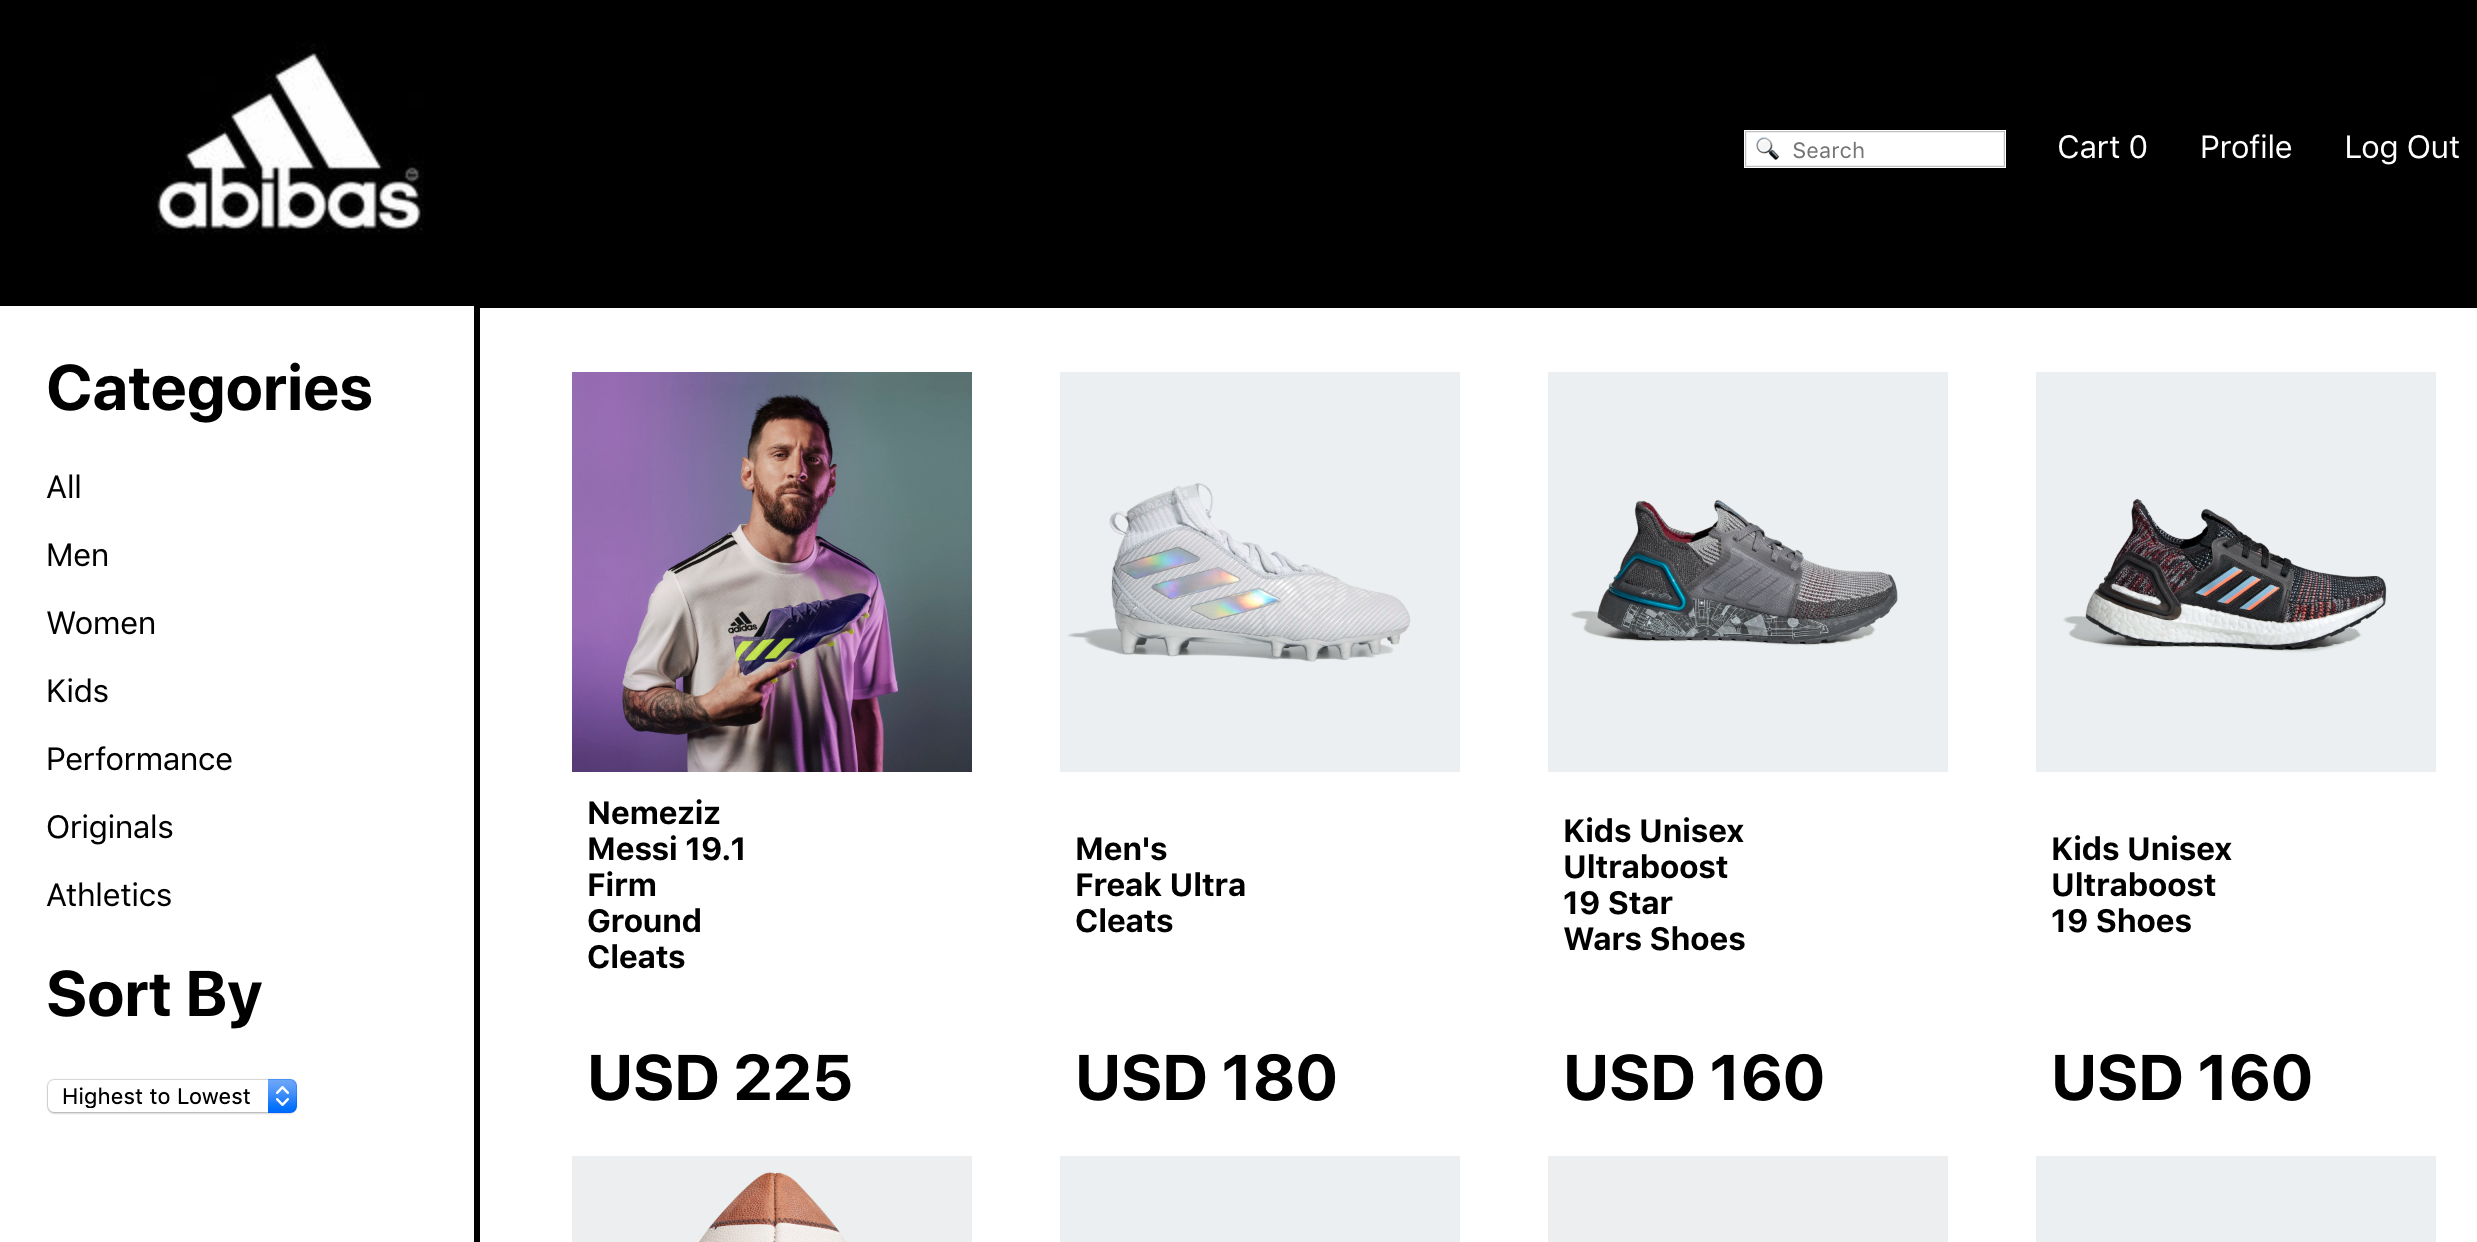 abibas
Search
Cart 0
Profile
Log Out
Categories
All
Men
Women
Kids
Performance
Originals
Athletics
Sort By
Highest to Lowest
adidas
Nemeziz
Messi 19.1
Firm
Ground
Cleats
USD 225
Men's
Freak Ultra
Cleats
USD 180
Kids Unisex
Ultraboost
19 Star
Wars Shoes
USD 160
Kids Unisex
Ultraboost
19 Shoes
USD 160